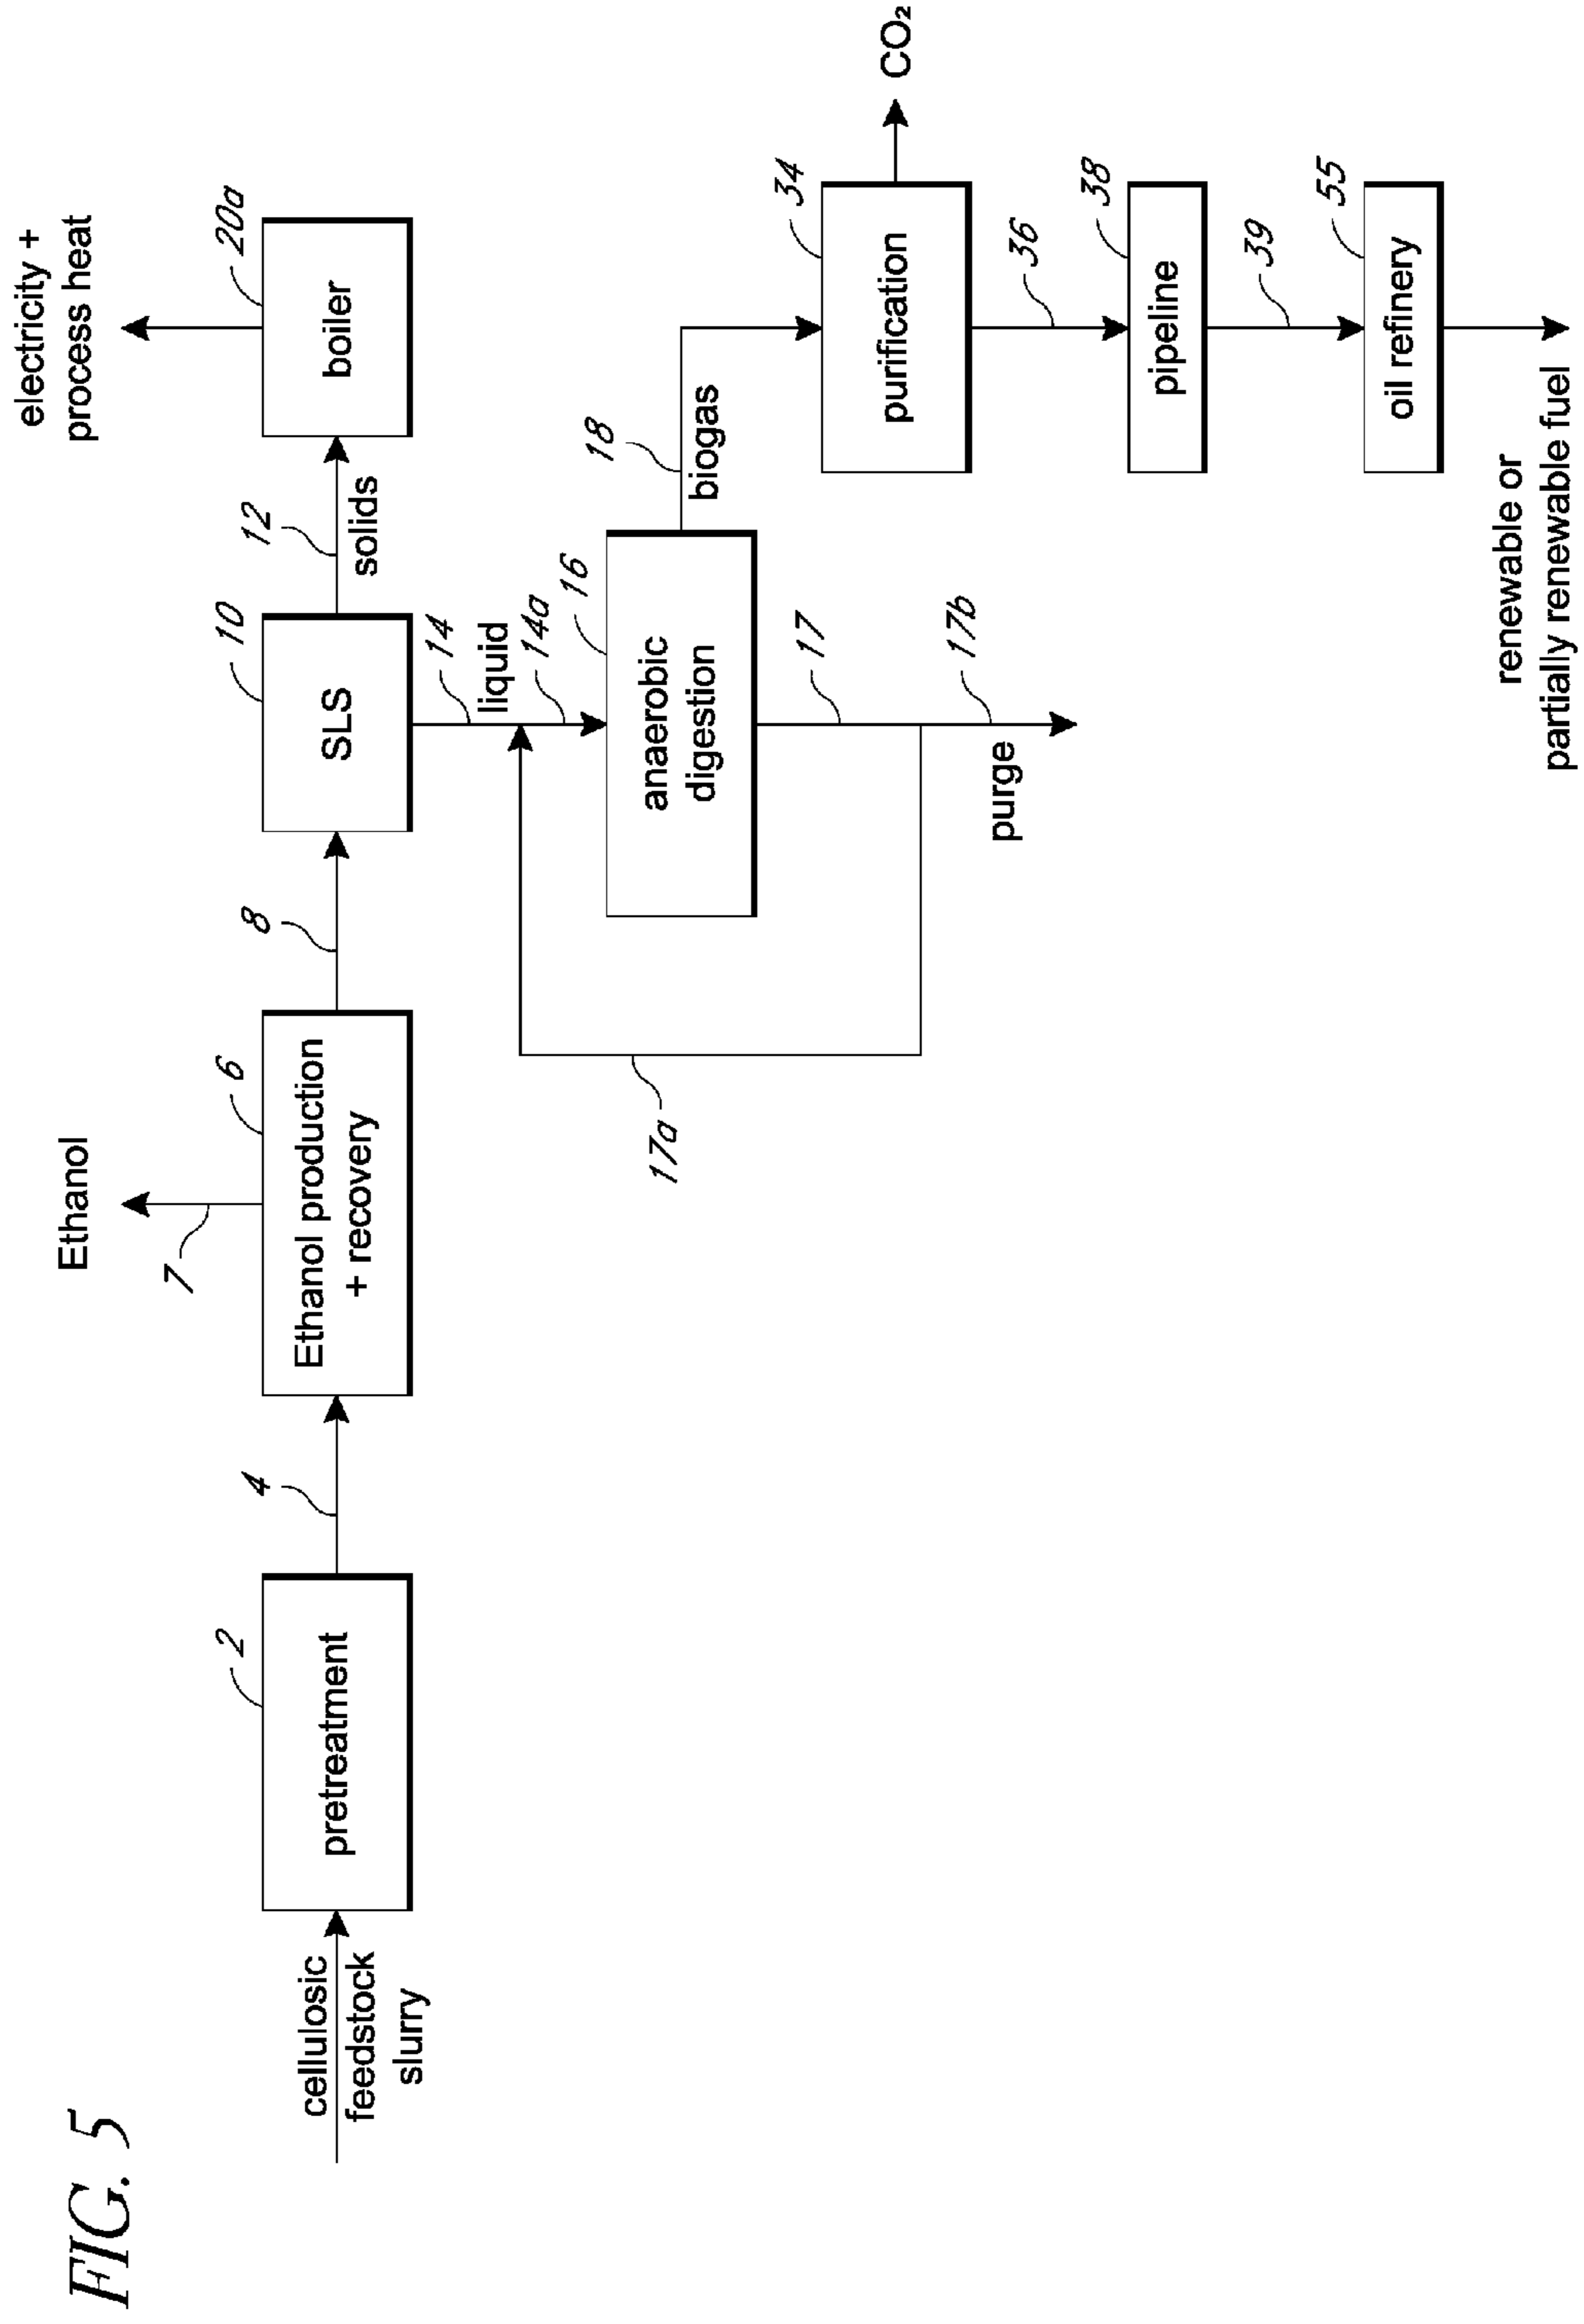 FIG. 5
Ethanol
electricity +
process heat
7
2
4
6
8
10
12
20a
cellulosic
feedstock
slurry
pretreatment
Ethanol production
+ recovery
SLS
solids
boiler
14
liquid
14a
17a
16
anaerobic
digestion
18
biogas
17
17b
purge
34
purification
CO₂
36
38
pipeline
39
55
oil refinery
renewable or
partially renewable fuel